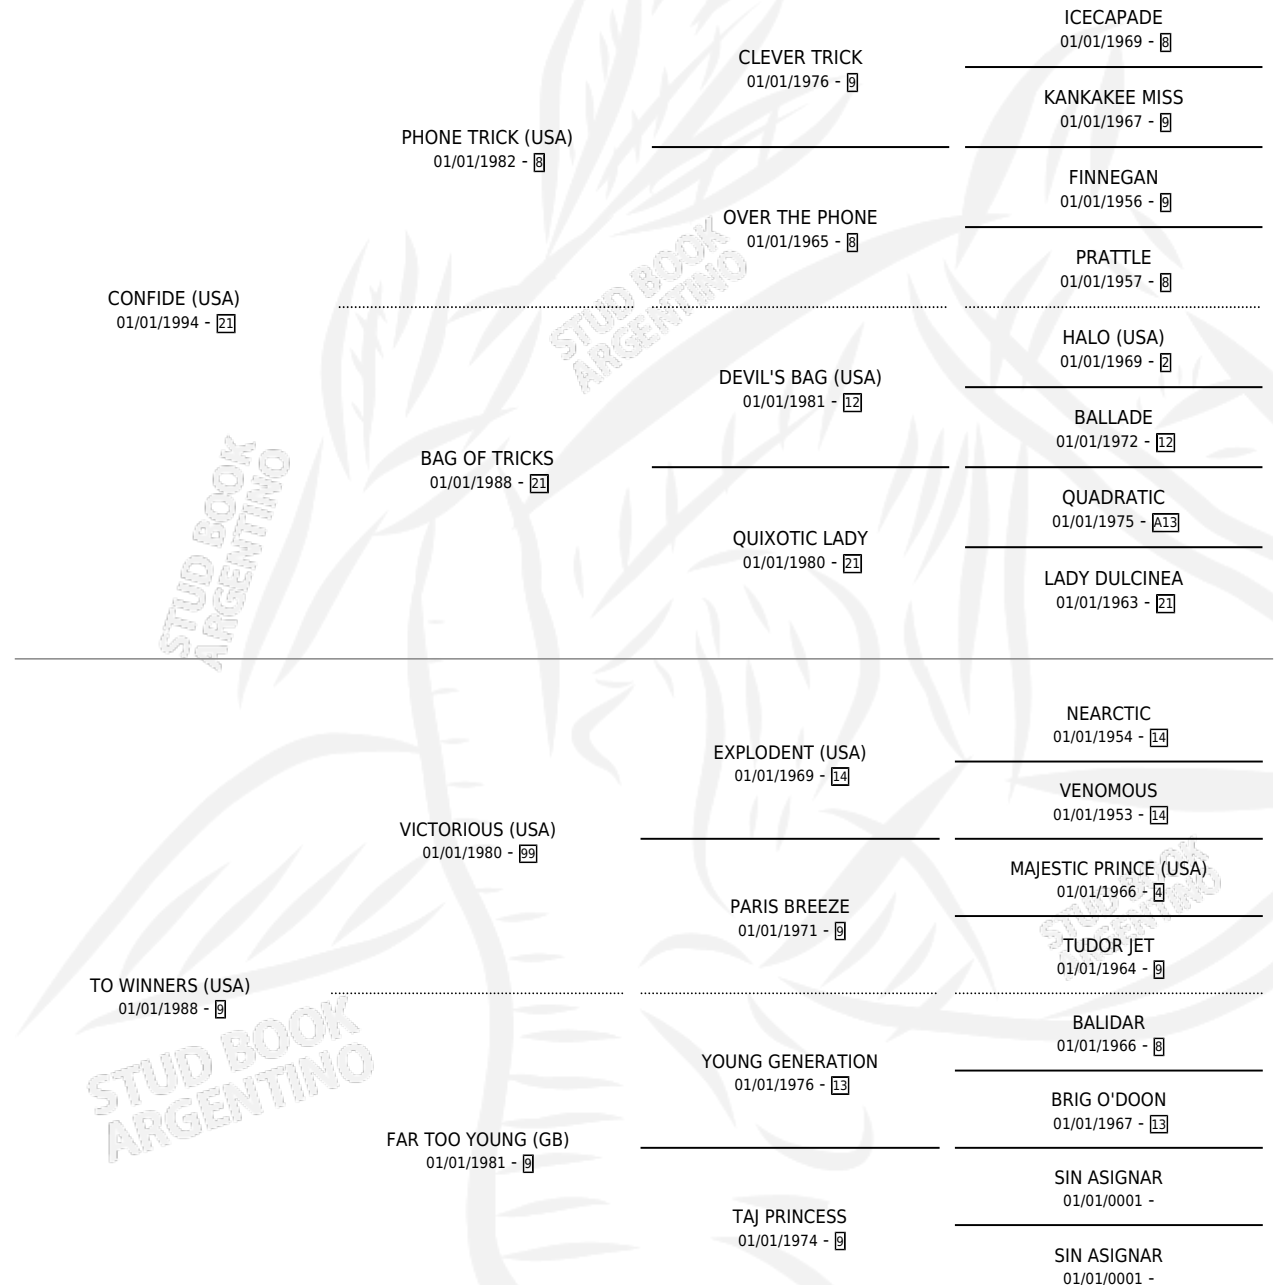 ICECAPADE
01/01/1969 - 8
CLEVER TRICK
01/01/1976 - 9
KANKAKEE MISS
01/01/1967 - 9
PHONE TRICK (USA)
01/01/1982 - 8
FINNEGAN
01/01/1956 - 9
OVER THE PHONE
01/01/1965 - 8
PRATTLE
01/01/1957 - 8
CONFIDE (USA)
01/01/1994 - 21
STUD BOOK
ARGENTINO
HALO (USA)
01/01/1969 - 2
DEVIL'S BAG (USA)
01/01/1981 - 12
BALLADE
01/01/1972 - 12
BAG OF TRICKS
01/01/1988 - 21
QUADRATIC
01/01/1975 - A13
QUIXOTIC LADY
01/01/1980 - 21
LADY DULCINEA
01/01/1963 - 21
STUD BOOK
ARGENTINO
NEARCTIC
01/01/1954 - 14
EXPLODENT (USA)
01/01/1969 - 14
VENOMOUS
01/01/1953 - 14
VICTORIOUS (USA)
01/01/1980 - 99
MAJESTIC PRINCE (USA)
01/01/1966 - 4
PARIS BREEZE
01/01/1971 - 9
STUD BOOK
ARGENTINO
TUDOR JET
01/01/1964 - 9
TO WINNERS (USA)
01/01/1988 - 9
STUD BOOK
ARGENTINO
BALIDAR
01/01/1966 - 8
YOUNG GENERATION
01/01/1976 - 13
BRIG O'DOON
01/01/1967 - 13
FAR TOO YOUNG (GB)
01/01/1981 - 9
SIN ASIGNAR
01/01/0001 -
TAJ PRINCESS
01/01/1974 - 9
SIN ASIGNAR
01/01/0001 -